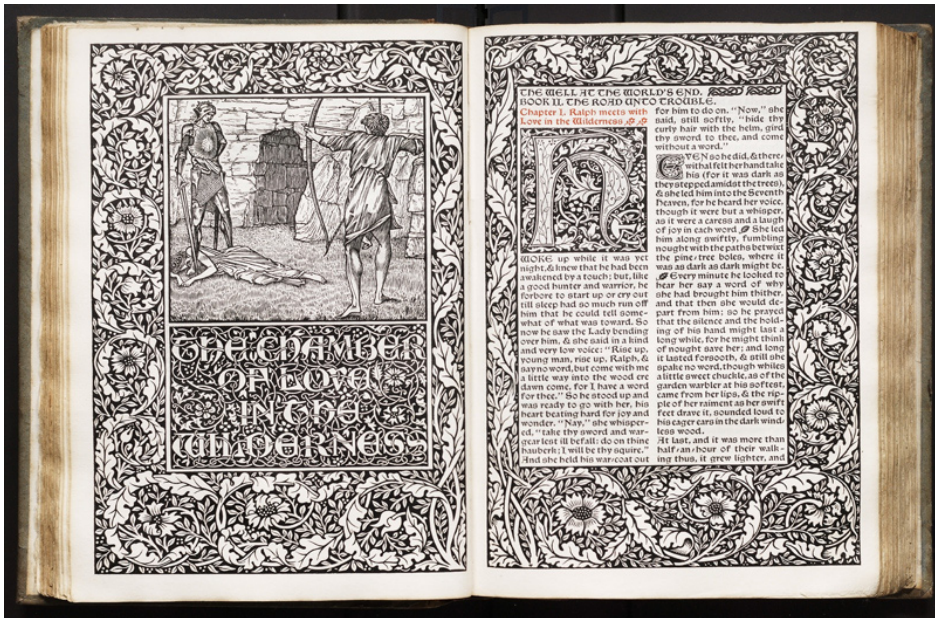 THE CHAMBER
OF LOVE
IN THE
WILDERNES
THE WELL AT THE WORLD'S END.
BOOK II. THE ROAD UNTO TROUBLE.
Chapter I. Ralph meets with
Love in the Wilderness
H
WOKE up while it was yet
night, & knew that he had been
awakened by a touch; but, like
a good hunter and warrior, he
forbore to start up or cry out
till sleep had so much run off
him that he could tell some-
what of what was toward. So
now he saw the Lady bending
over him, & she said in a kind
and very low voice: "Rise up,
young man, rise up, Ralph, &
say no word, but come with me
a little way into the wood ere
dawn come, for I have a word
for thee." So he stood up and
was ready to go with her, his
heart beating hard for joy and
wonder. "Nay," she whisper-
ed, "take thy sword and war-
gear lest ill befall: do on thine
hauberk; I will be thy squire."
And she held his war-coat out
for him to do on. "Now," she
said, still softly, "hide thy
curly hair with the helm, gird
thy sword to thee, and come
without a word."
EVEN so he did, & there-
withal felt her hand take
his (for it was dark as
they stepped amidst the trees),
& she led him into the Seventh
Heaven, for he heard her voice,
though it were but a whisper,
as it were a caress and a laugh
of joy in each word. She led
him along swiftly, fumbling
nought with the paths betwixt
the pine-tree boles, where it
was as dark as dark might be.
Every minute he looked to
hear her say a word of why
she had brought him thither,
and that then she would de-
part from him; so he prayed
that the silence and the hold-
ing of his hand might last a
long while, for he might think
of nought save her; and long
it lasted forsooth, & still she
spake no word, though whiles
a little sweet chuckle, as of the
garden warbler at his softest,
came from her lips, & the rip-
ple of her raiment as her swift
feet drave it, sounded loud to
his eager ears in the dark wind-
less wood.
At last, and it was more than
half-an-hour of their walk-
ing thus, it grew lighter, and